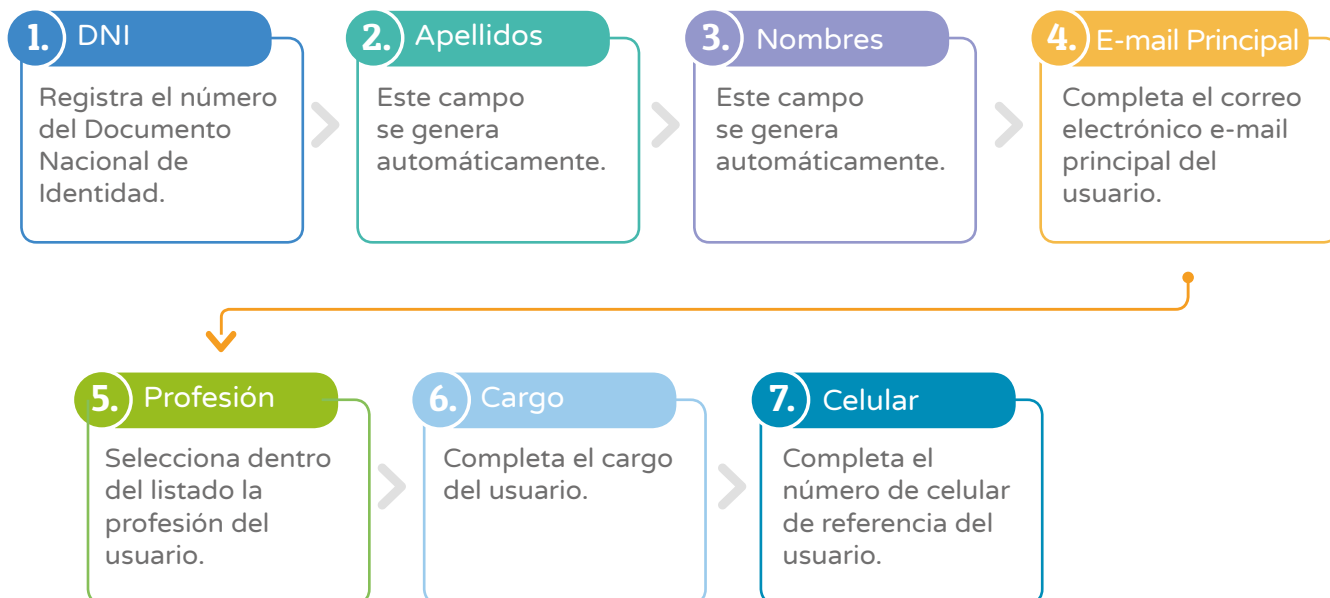 1. DNI
Registra el número
del Documento
Nacional de
Identidad.
2. Apellidos
Este campo
se genera
automáticamente.
3. Nombres
Este campo
se genera
automáticamente.
4. E-mail Principal
Completa el correo
electrónico e-mail
principal del
usuario.
5. Profesión
Selecciona dentro
del listado la
profesión del
usuario.
6. Cargo
Completa el cargo
del usuario.
7. Celular
Completa el
número de celular
de referencia del
usuario.